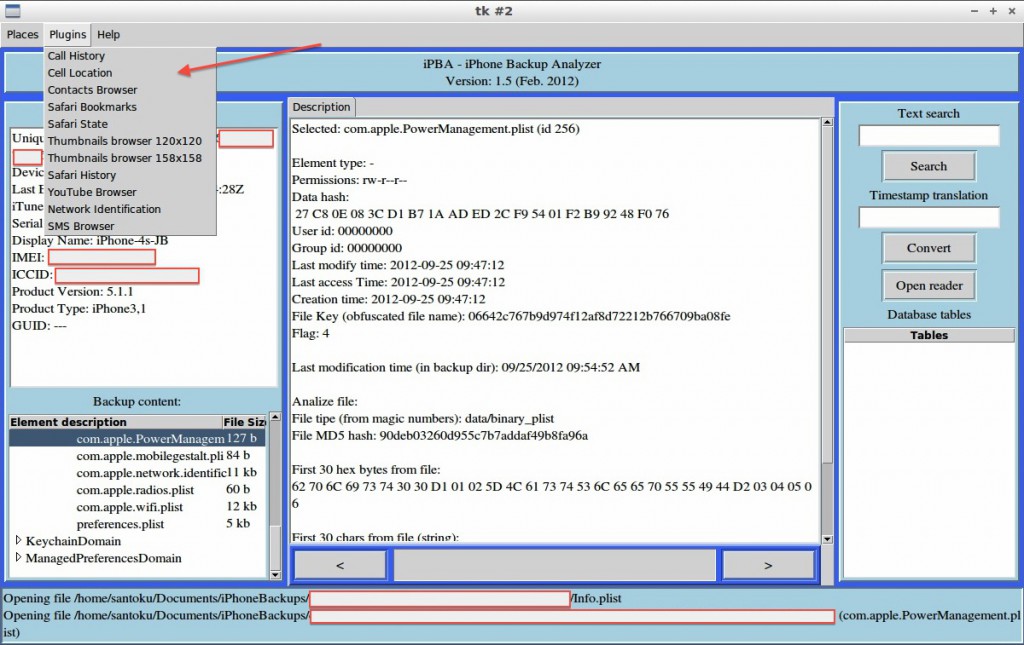 tk #2
Places Plugins Help
Call History
Cell Location
Contacts Browser
Safari Bookmarks
Safari State
Thumbnails browser 120x120
Thumbnails browser 158x158
Safari History
YouTube Browser
Network Identification
SMS Browser
iPBA - iPhone Backup Analyzer
Version: 1.5 (Feb. 2012)
Uniqu
Devic
Last B :28Z
iTune
Serial
Display Name: iPhone-4s-JB
IMEI:
ICCID:
Product Version: 5.1.1
Product Type: iPhone3,1
GUID: ---
Backup content:
Element description File Siz
com.apple.PowerManagem 127 b
com.apple.mobilegestalt.pli 84 b
com.apple.network.identific 11 kb
com.apple.radios.plist 60 b
com.apple.wifi.plist 12 kb
preferences.plist 5 kb
KeychainDomain
ManagedPreferencesDomain
Description
Selected: com.apple.PowerManagement.plist (id 256)
Element type: -
Permissions: rw-r--r--
Data hash:
27 C8 0E 08 3C D1 B7 1A AD ED 2C F9 54 01 F2 B9 92 48 F0 76
User id: 00000000
Group id: 00000000
Last modify time: 2012-09-25 09:47:12
Last access Time: 2012-09-25 09:47:12
Creation time: 2012-09-25 09:47:12
File Key (obfuscated file name): 06642c767b9d974f12af8d72212b766709ba08fe
Flag: 4
Last modification time (in backup dir): 09/25/2012 09:54:52 AM
Analize file:
File tipe (from magic numbers): data/binary_plist
File MD5 hash: 90deb03260d955c7b7addaf49b8fa96a
First 30 hex bytes from file:
62 70 6C 69 73 74 30 30 D1 01 02 5D 4C 61 73 74 53 6C 65 65 70 55 55 49 44 D2 03 04 05 0
6
First 30 chars from file (string):
< >
Text search
Search
Timestamp translation
Convert
Open reader
Database tables
Tables
Opening file /home/santoku/Documents/iPhoneBackups/ /Info.plist
Opening file /home/santoku/Documents/iPhoneBackups/ (com.apple.PowerManagement.pl
ist)